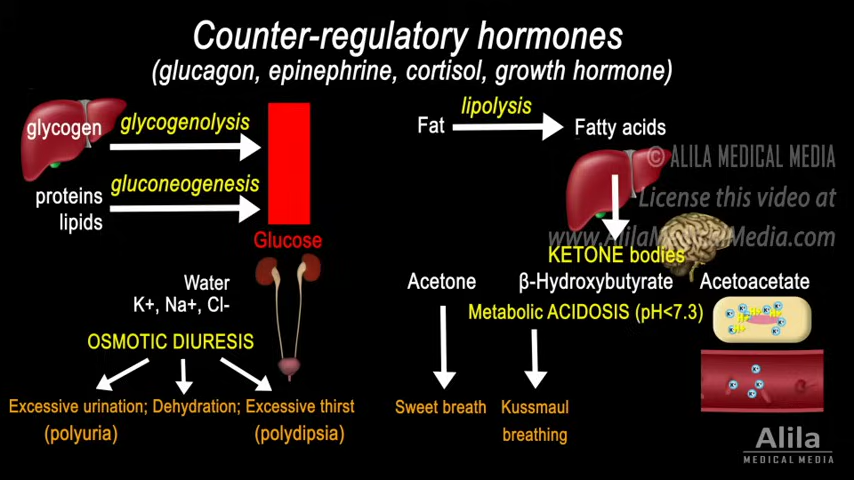 Counter-regulatory hormones
(glucagon, epinephrine, cortisol, growth hormone)
glycogen
glycogenolysis
proteins
lipids
gluconeogenesis
Glucose
Water
K+, Na+, Cl-
OSMOTIC DIURESIS
Excessive urination; Dehydration; Excessive thirst
(polyuria)
(polydipsia)
Fat
lipolysis
Fatty acids
© ALILA MEDICAL MEDIA
License this video at
www.AlilaMedicalMedia.com
KETONE bodies
Acetone
β-Hydroxybutyrate
Acetoacetate
Metabolic ACIDOSIS (pH<7.3)
Sweet breath
Kussmaul
breathing
Alila
MEDICAL MEDIA